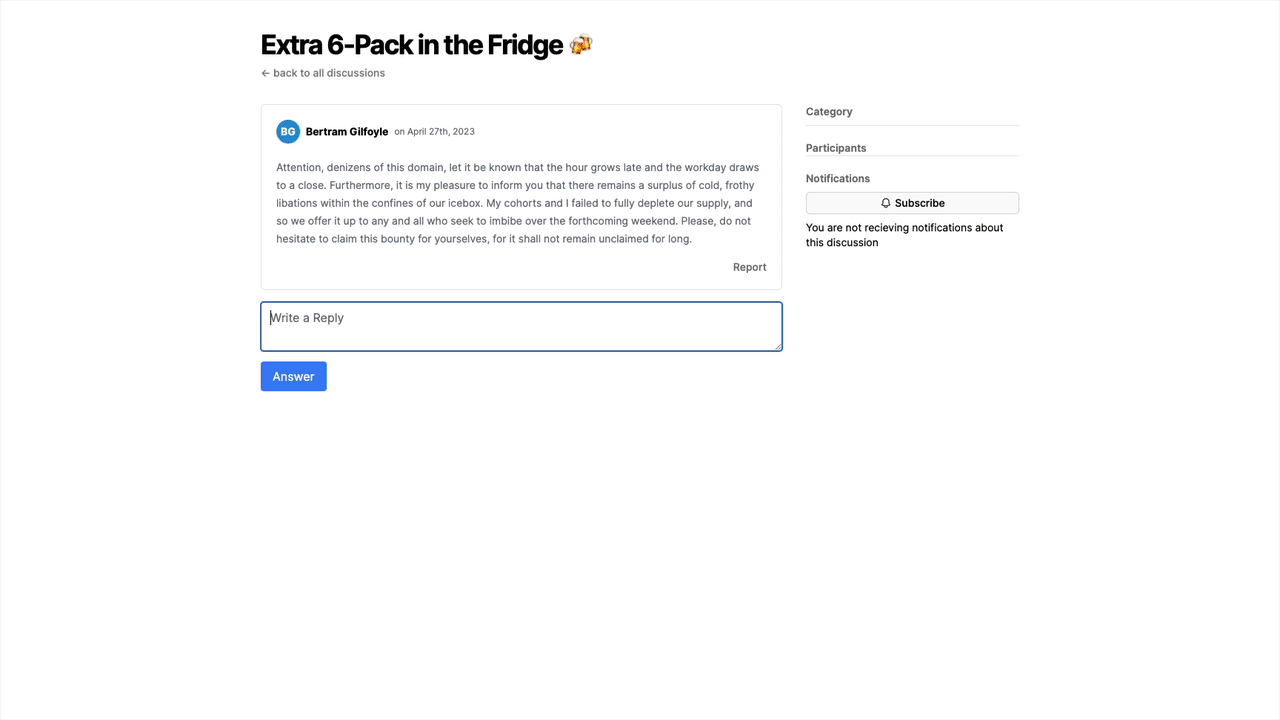 Extra 6-Pack in the Fridge 🍻
← back to all discussions
BG Bertram Gilfoyle on April 27th, 2023
Attention, denizens of this domain, let it be known that the hour grows late and the workday draws
to a close. Furthermore, it is my pleasure to inform you that there remains a surplus of cold, frothy
libations within the confines of our icebox. My cohorts and I failed to fully deplete our supply, and
so we offer it up to any and all who seek to imbibe over the forthcoming weekend. Please, do not
hesitate to claim this bounty for yourselves, for it shall not remain unclaimed for long.
Report
Write a Reply
Answer
Category
Participants
Notifications
Subscribe
You are not recieving notifications about
this discussion